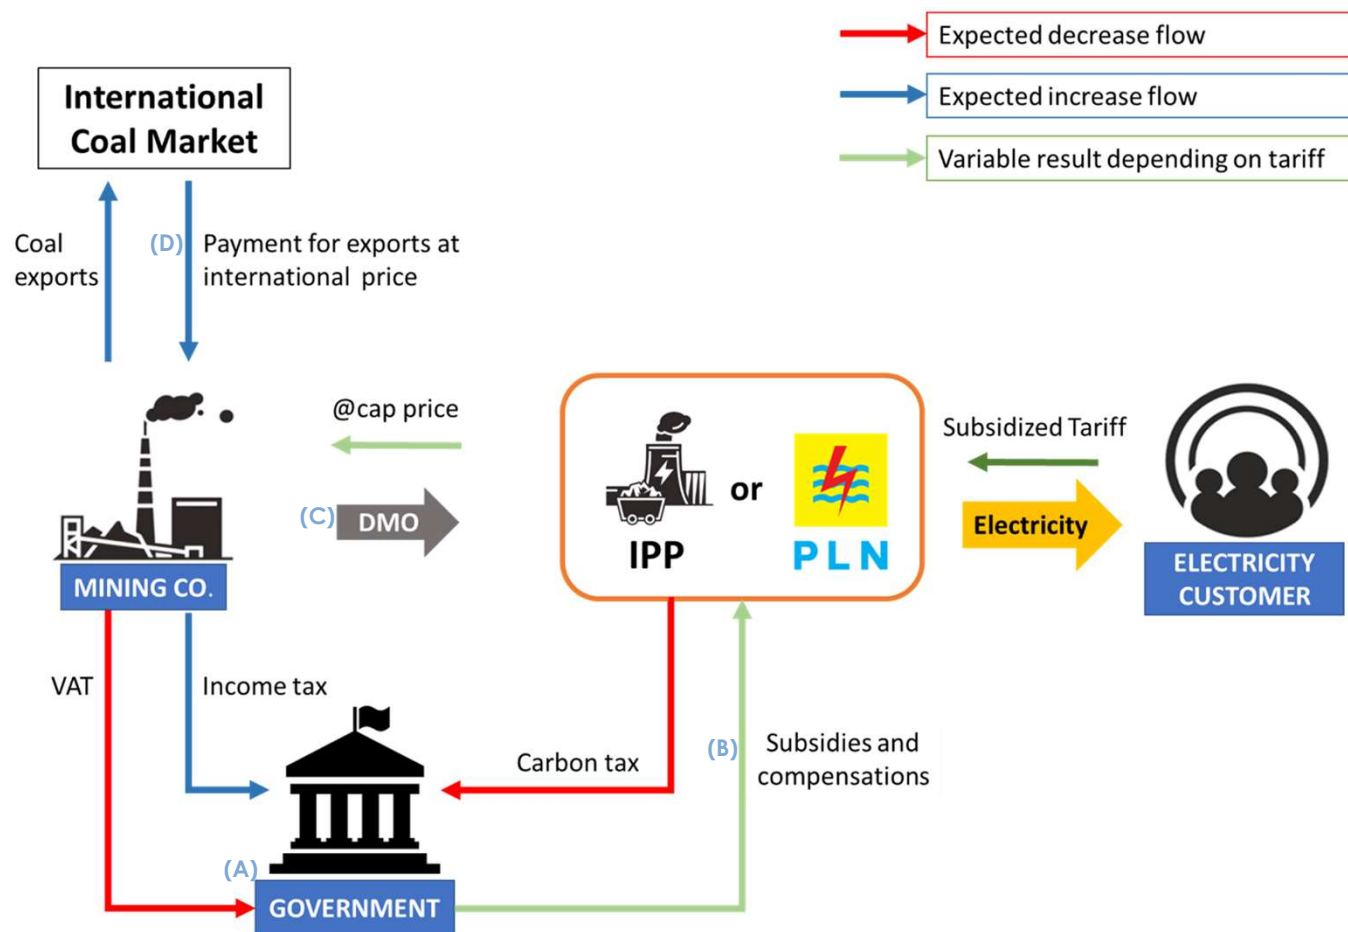 Expected decrease flow
Expected increase flow
Variable result depending on tariff
International
Coal Market
Coal
exports
(D)
Payment for exports at
international price
@cap price
(C)
DMO
IPP
or
PLN
Subsidized Tariff
Electricity
ELECTRICITY
CUSTOMER
MINING CO.
VAT
Income tax
Carbon tax
(B)
Subsidies and
compensations
(A)
GOVERNMENT